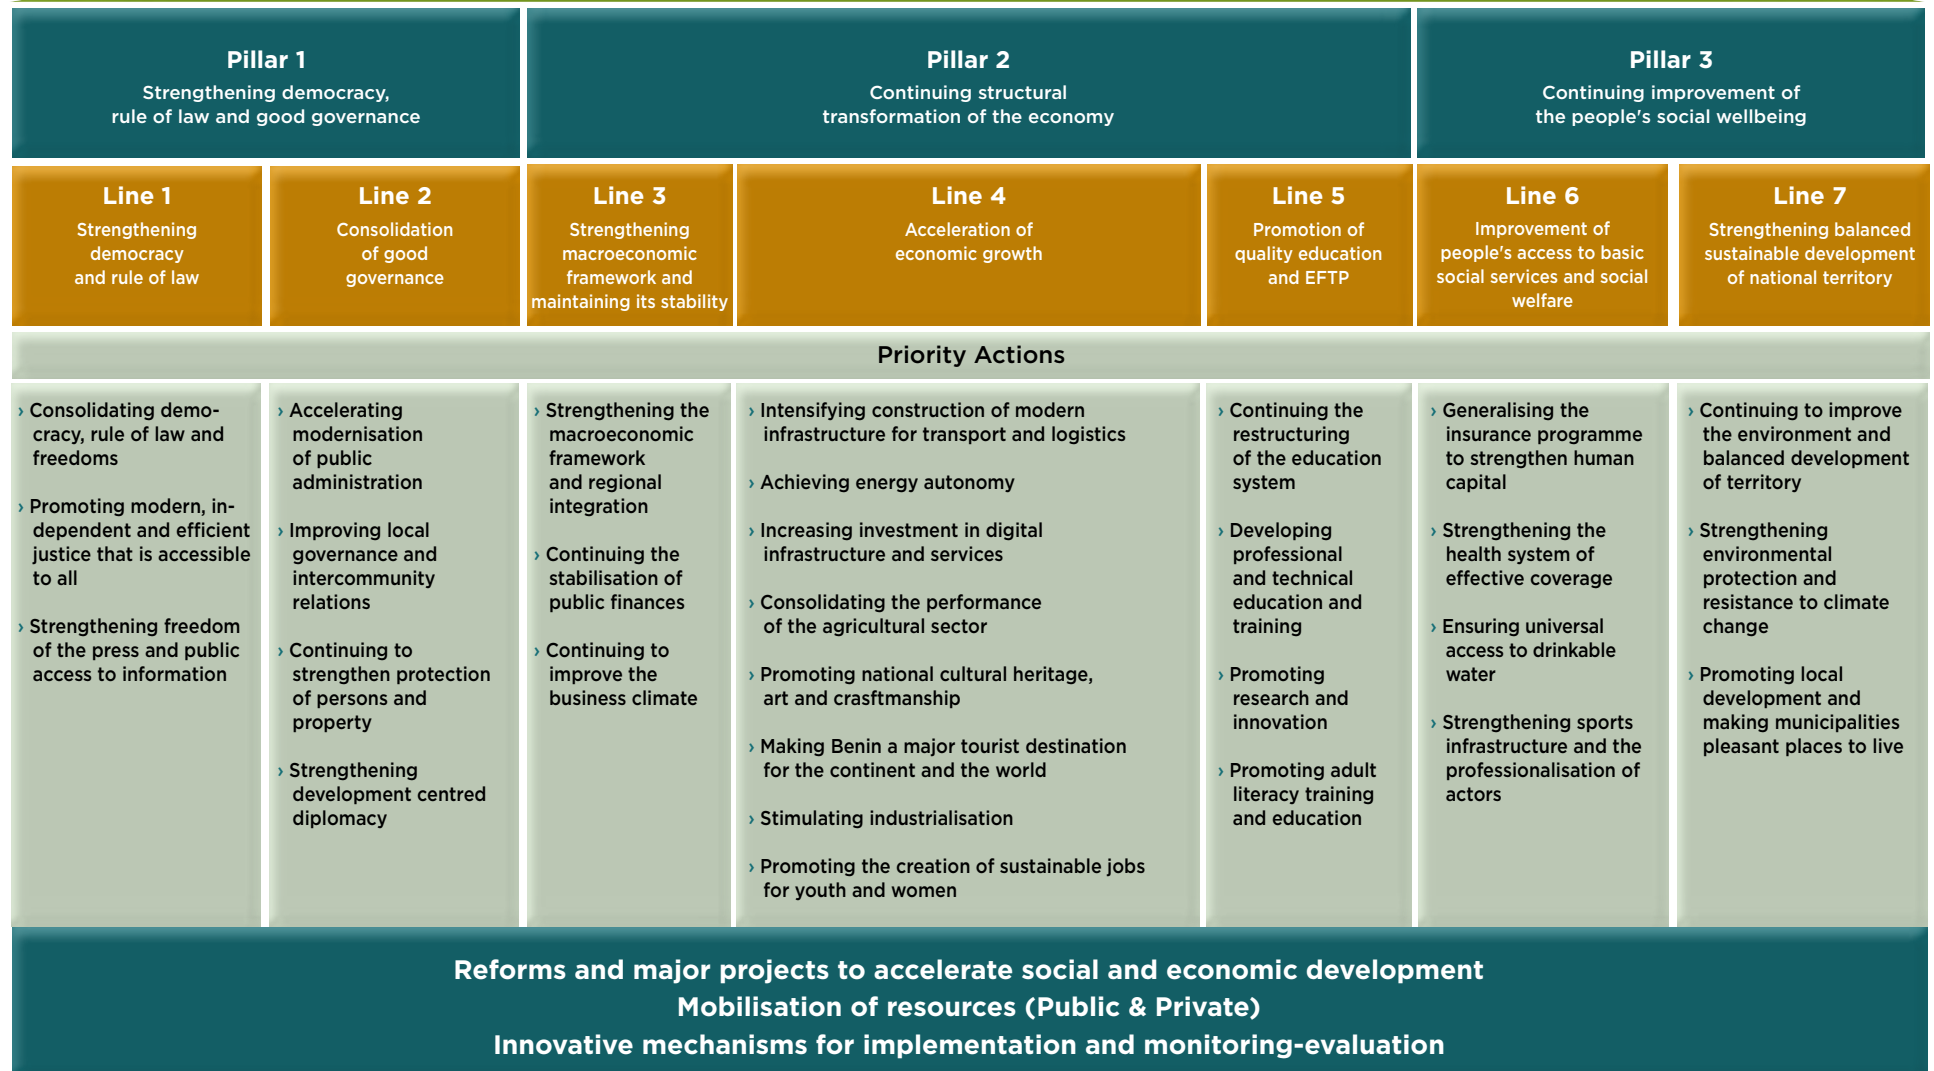 Pillar 1
Strengthening democracy,
rule of law and good governance
Pillar 2
Continuing structural
transformation of the economy
Pillar 3
Continuing improvement of
the people's social wellbeing
Line 1
Strengthening
democracy
and rule of law
Line 2
Consolidation
of good
governance
Line 3
Strengthening
macroeconomic
framework and
maintaining its stability
Line 4
Acceleration of
economic growth
Line 5
Promotion of
quality education
and EFTP
Line 6
Improvement of
people's access to basic
social services and social
welfare
Line 7
Strengthening balanced
sustainable development
of national territory
Priority Actions
› Consolidating demo-
cracy, rule of law and
freedoms
› Promoting modern, in-
dependent and efficient
justice that is accessible
to all
› Strengthening freedom
of the press and public
access to information
› Accelerating
modernisation
of public
administration
› Improving local
governance and
intercommunity
relations
› Continuing to
strengthen protection
of persons and
property
› Strengthening
development centred
diplomacy
› Strengthening the
macroeconomic
framework
and regional
integration
› Continuing the
stabilisation of
public finances
› Continuing to
improve the
business climate
› Intensifying construction of modern
infrastructure for transport and logistics
› Achieving energy autonomy
› Increasing investment in digital
infrastructure and services
› Consolidating the performance
of the agricultural sector
› Promoting national cultural heritage,
art and crasftmanship
› Making Benin a major tourist destination
for the continent and the world
› Stimulating industrialisation
› Promoting the creation of sustainable jobs
for youth and women
› Continuing the
restructuring
of the education
system
› Developing
professional
and technical
education and
training
› Promoting
research and
innovation
› Promoting adult
literacy training
and education
› Generalising the
insurance programme
to strengthen human
capital
› Strengthening the
health system of
effective coverage
› Ensuring universal
access to drinkable
water
› Strengthening sports
infrastructure and the
professionalisation of
actors
› Continuing to improve
the environment and
balanced development
of territory
› Strengthening
environmental
protection and
resistance to climate
change
› Promoting local
development and
making municipalities
pleasant places to live
Reforms and major projects to accelerate social and economic development
Mobilisation of resources (Public & Private)
Innovative mechanisms for implementation and monitoring-evaluation